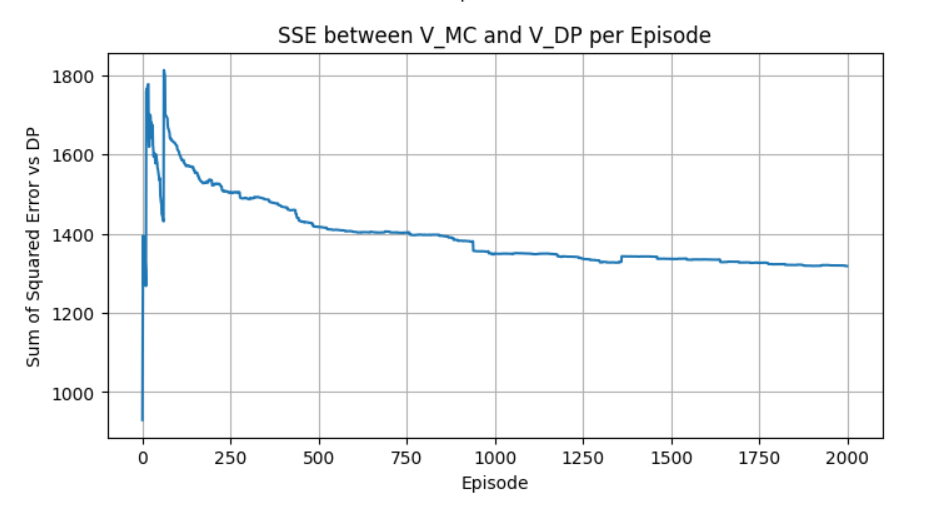 SSE between V_MC and V_DP per Episode
1800
1600
1400
1200
1000
Sum of Squared Error vs DP
0 250 500 750 1000 1250 1500 1750 2000
Episode